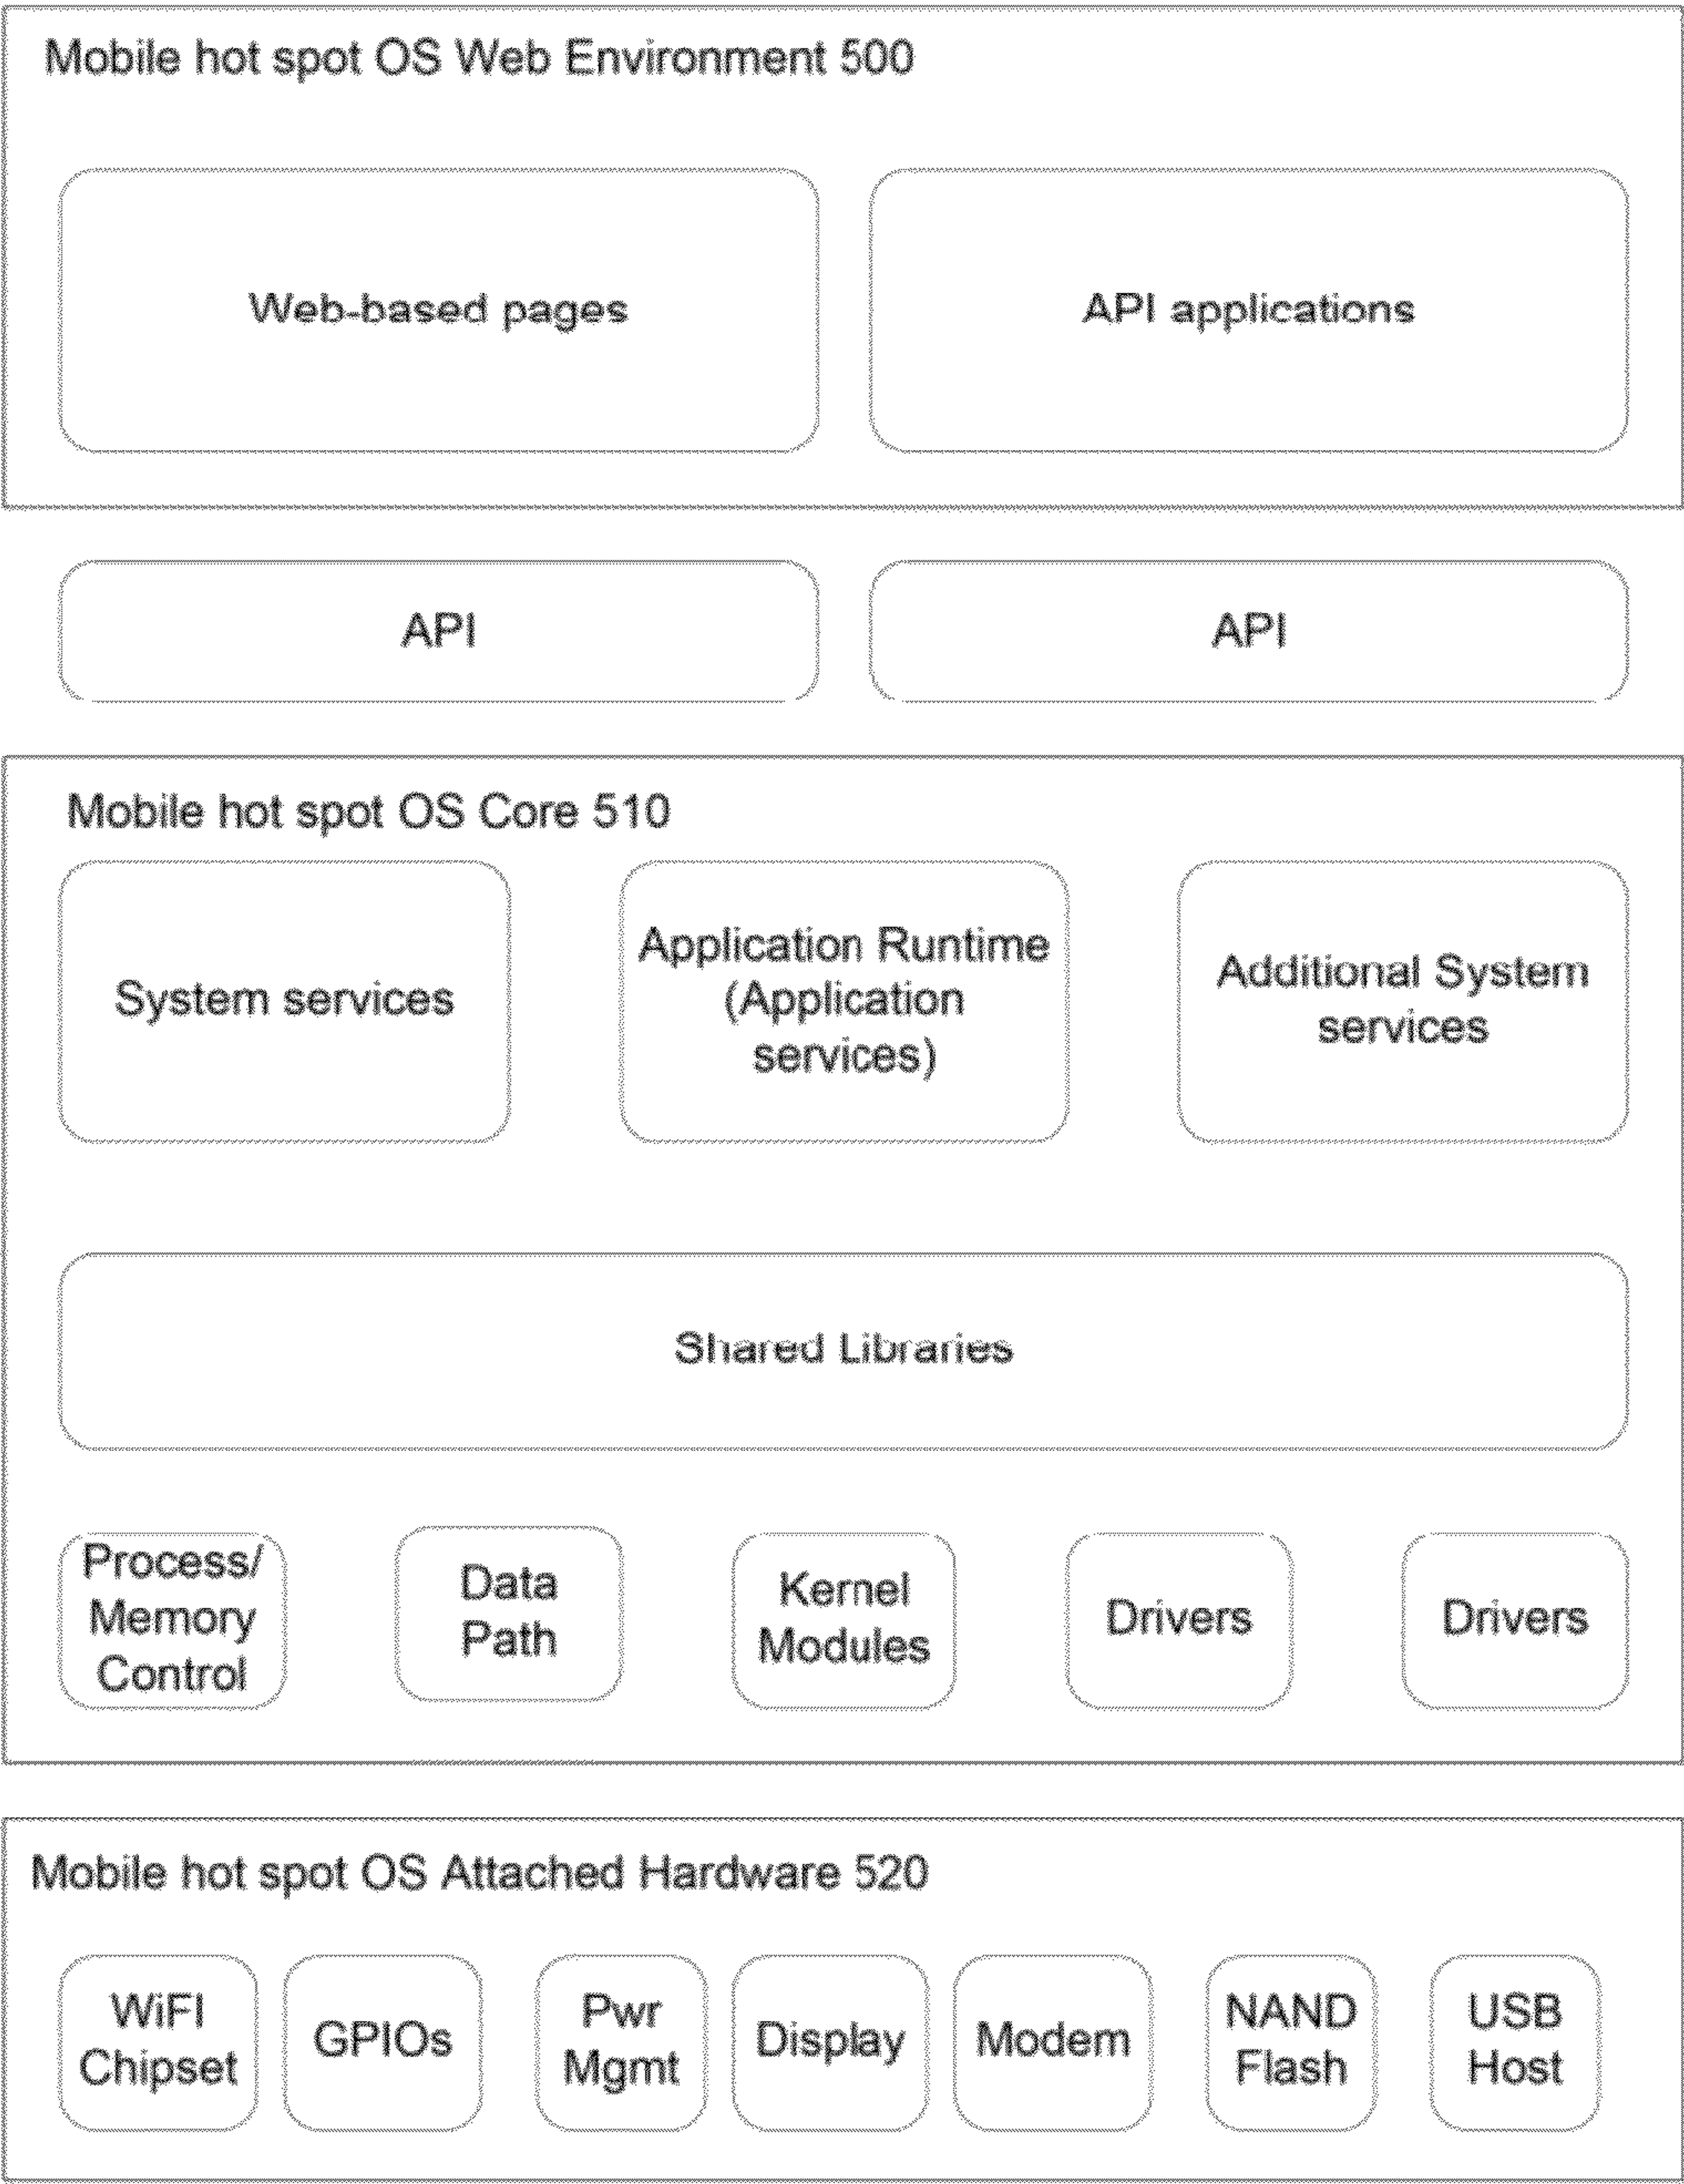 Mobile hot spot OS Web Environment 500
Web-based pages
API applications
API
API
Mobile hot spot OS Core 510
System services
Application Runtime
(Application
services)
Additional System
services
Shared Libraries
Process/
Memory
Control
Data
Path
Kernel
Modules
Drivers
Drivers
Mobile hot spot OS Attached Hardware 520
WiFI
Chipset
GPIOs
Pwr
Mgmt
Display
Modem
NAND
Flash
USB
Host